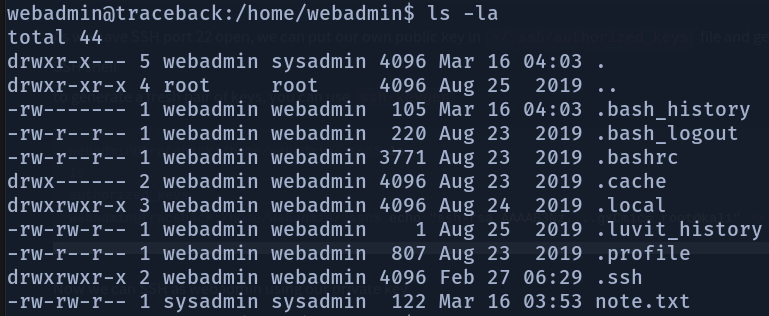 webadmin@traceback:/home/webadmin$ ls -la
total 44
drwxr-x--- 5 webadmin sysadmin 4096 Mar 16 04:03 .
drwxr-xr-x 4 root     root     4096 Aug 25  2019 ..
-rw------- 1 webadmin webadmin  105 Mar 16 04:03 .bash_history
-rw-r--r-- 1 webadmin webadmin  220 Aug 23  2019 .bash_logout
-rw-r--r-- 1 webadmin webadmin 3771 Aug 23  2019 .bashrc
drwx------ 2 webadmin webadmin 4096 Aug 23  2019 .cache
drwxrwxr-x 3 webadmin webadmin 4096 Aug 24  2019 .local
-rw-rw-r-- 1 webadmin webadmin    1 Aug 25  2019 .luvit_history
-rw-r--r-- 1 webadmin webadmin  807 Aug 23  2019 .profile
drwxrwxr-x 2 webadmin webadmin 4096 Feb 27 06:29 .ssh
-rw-rw-r-- 1 sysadmin sysadmin  122 Mar 16 03:53 note.txt